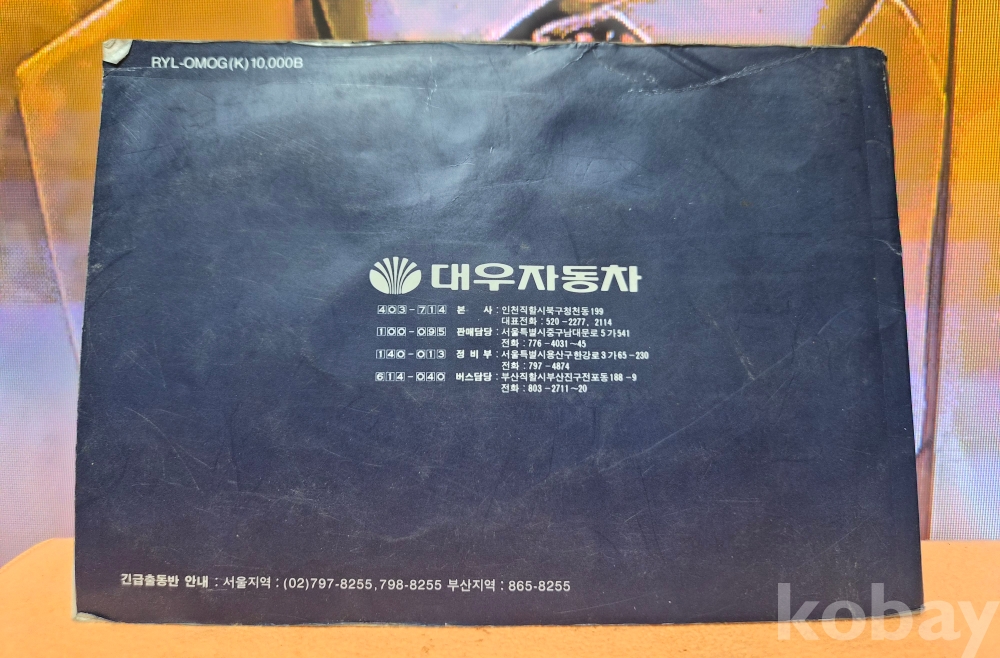 RYL-OMOG(K)10,000B
대우자동차
403-714 본 사 : 인천직할시북구청천동199
대표전화 : 520-2277, 2114
100-095 판매담당 : 서울특별시중구남대문로5가541
전화 : 776-4031~45
140-013 정 비 부 : 서울특별시용산구한강로3가65-230
전화 : 797-4874
614-040 버스담당 : 부산직할시부산진구전포동188-9
전화 : 803-2711~20
긴급출동반 안내 : 서울지역 : (02)797-8255, 798-8255 부산지역 : 865-8255
kobay